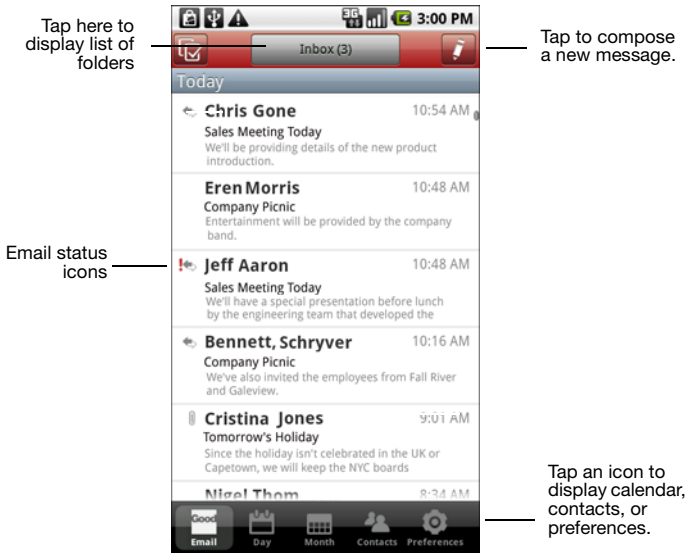 Tap here to
display list of
folders
3G
3:00 PM
Inbox (3)
Tap to compose
a new message.
Today
Chris Gone 10:54 AM
Sales Meeting Today
We'll be providing details of the new product
introduction.
Eren Morris 10:48 AM
Company Picnic
Entertainment will be provided by the company
band.
Email status
icons
! Jeff Aaron 10:48 AM
Sales Meeting Today
We'll have a special presentation before lunch
by the engineering team that developed the
Bennett, Schryver 10:16 AM
Company Picnic
We've also invited the employees from Fall River
and Galeview.
Cristina Jones 9:01 AM
Tomorrow's Holiday
Since the holiday isn't celebrated in the UK or
Capetown, we will keep the NYC boards
Nigel Thom 8:34 AM
Good
Email Day Month Contacts Preferences
Tap an icon to
display calendar,
contacts, or
preferences.